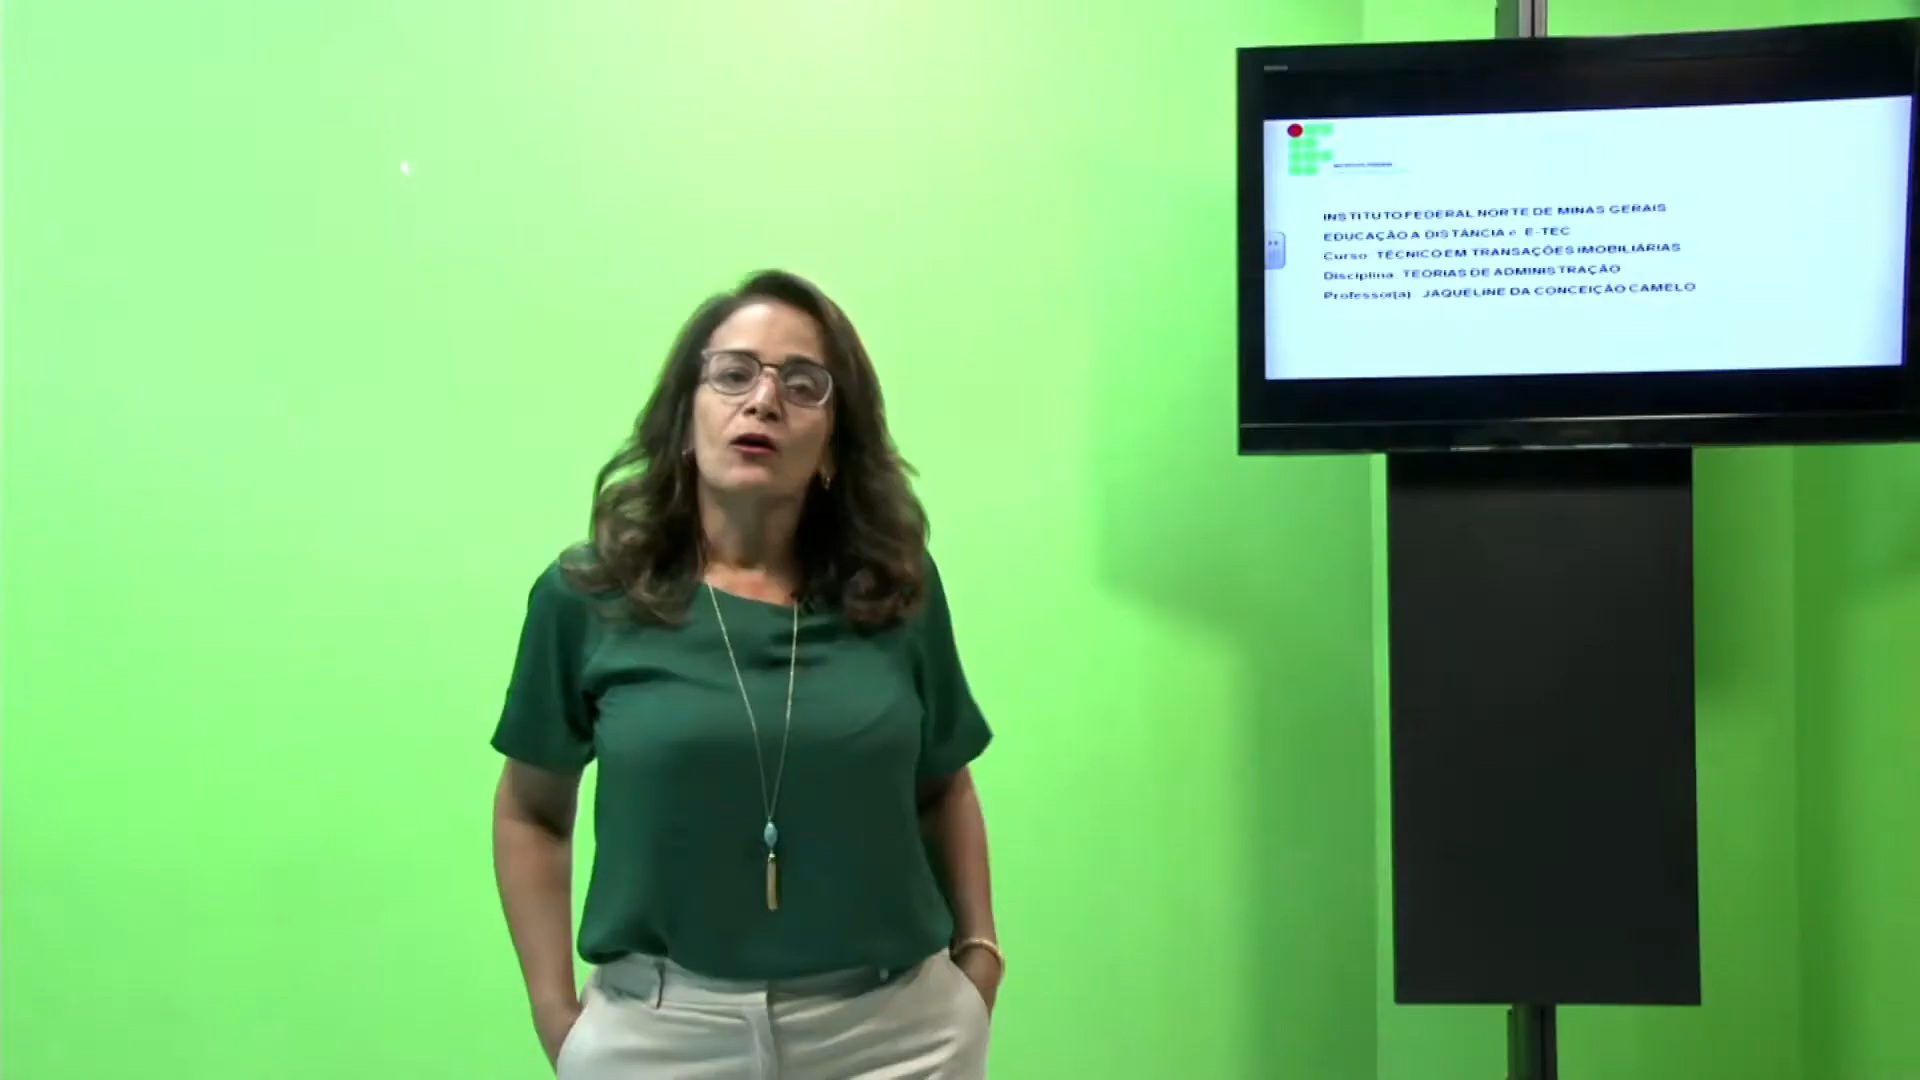 INSTITUTO FEDERAL NORTE DE MINAS GERAIS
EDUCAÇÃO A DISTÂNCIA e E-TEC
Curso: TÉCNICO EM TRANSAÇÕES IMOBILIÁRIAS
Disciplina: TEORIAS DE ADMINISTRAÇÃO
Professor(a): JAQUELINE DA CONCEIÇÃO CAMELO